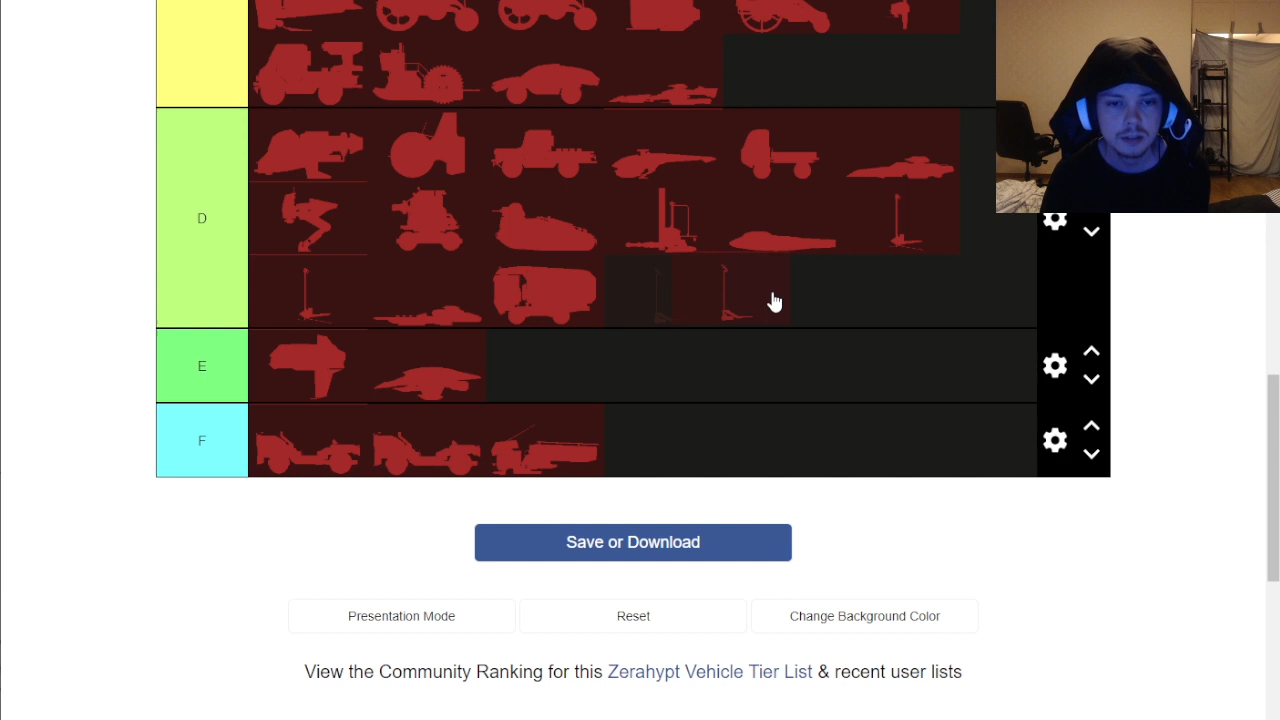 D
E
F
Save or Download
Presentation Mode
Reset
Change Background Color
View the Community Ranking for this Zerahypt Vehicle Tier List & recent user lists